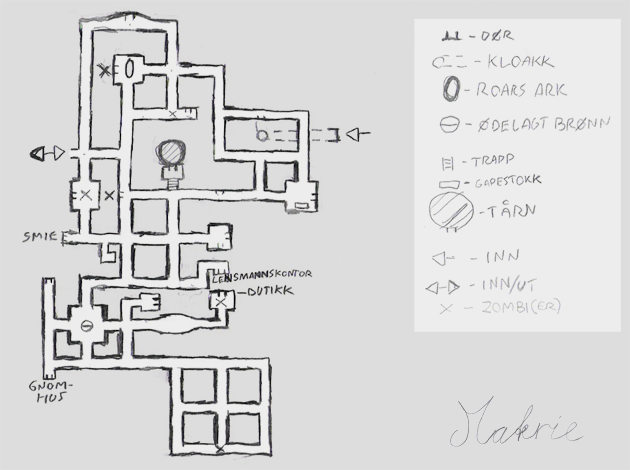 SMIE
LENSMANNSKONTOR
-BUTIKK
GNOM-
HUS
- DØR
- KLOAKK
- ROARS ARK
- ØDELAGT BRØNN
- TRAPP
- GAPESTOKK
- TÅRN
- INN
- INN/UT
- ZOMBI(ER)